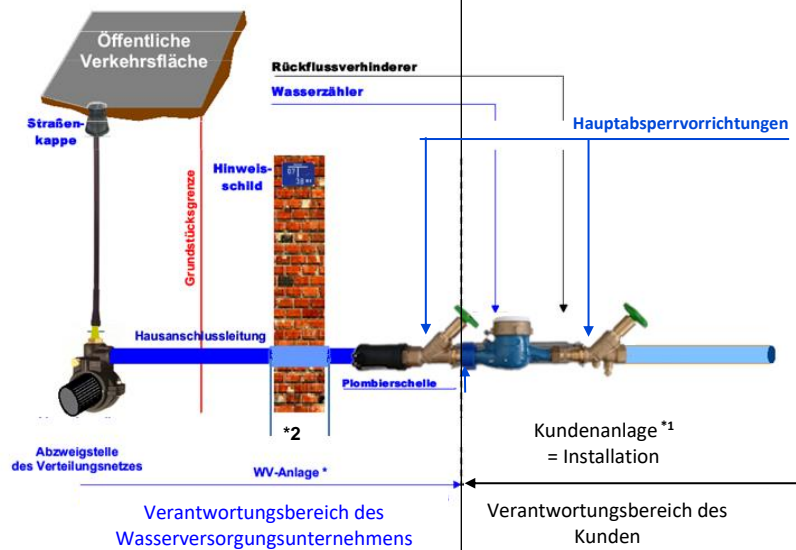 Öffentliche
Verkehrsfläche
Straßen-
kappe
Grundstücksgrenze
Rückflussverhinderer
Wasserzähler
Hauptabsperrvorrichtungen
Hinweis-
schild
Hausanschlussleitung
Plombierschelle
*2
Abzweigstelle
des Verteilungsnetzes
WV-Anlage *
Kundenanlage *1
= Installation
Verantwortungsbereich des
Wasserversorgungsunternehmens
Verantwortungsbereich des
Kunden